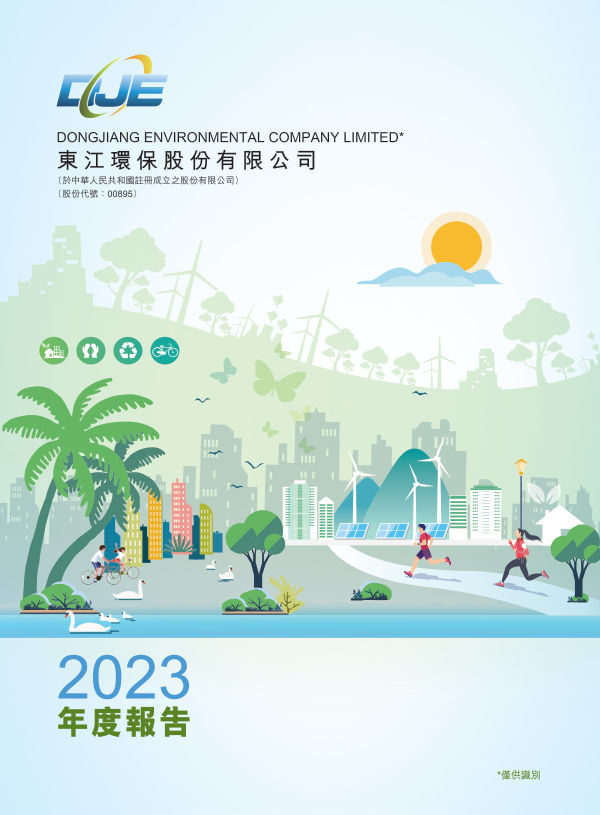 DJE
DONGJIANG ENVIRONMENTAL COMPANY LIMITED*
東江環保股份有限公司
（於中華人民共和國註冊成立之股份有限公司）
（股份代號：00895）
2023
年度報告
*僅供識別